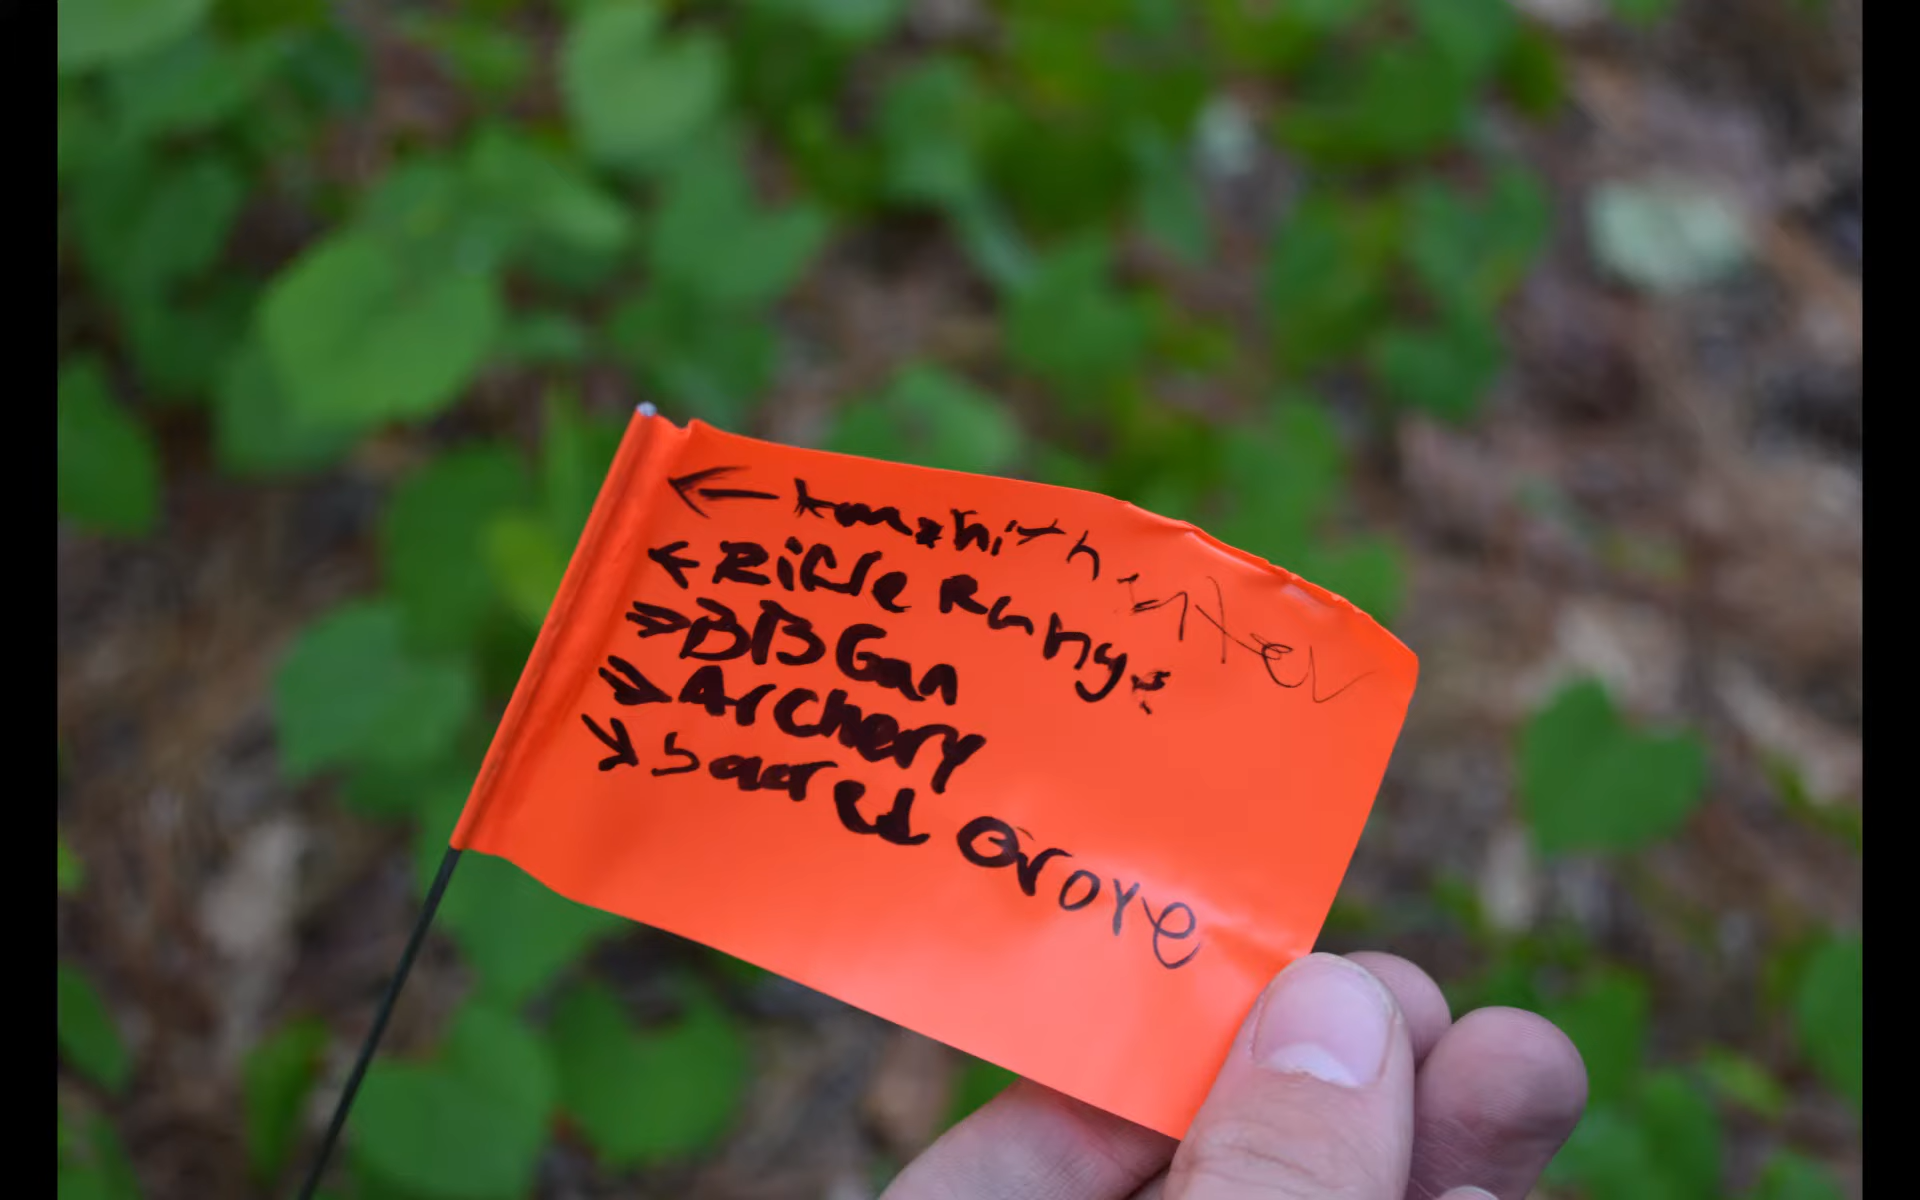 ← 
← Rifle Range
→ BB Gun
→ Archery
→ Sacred Grove